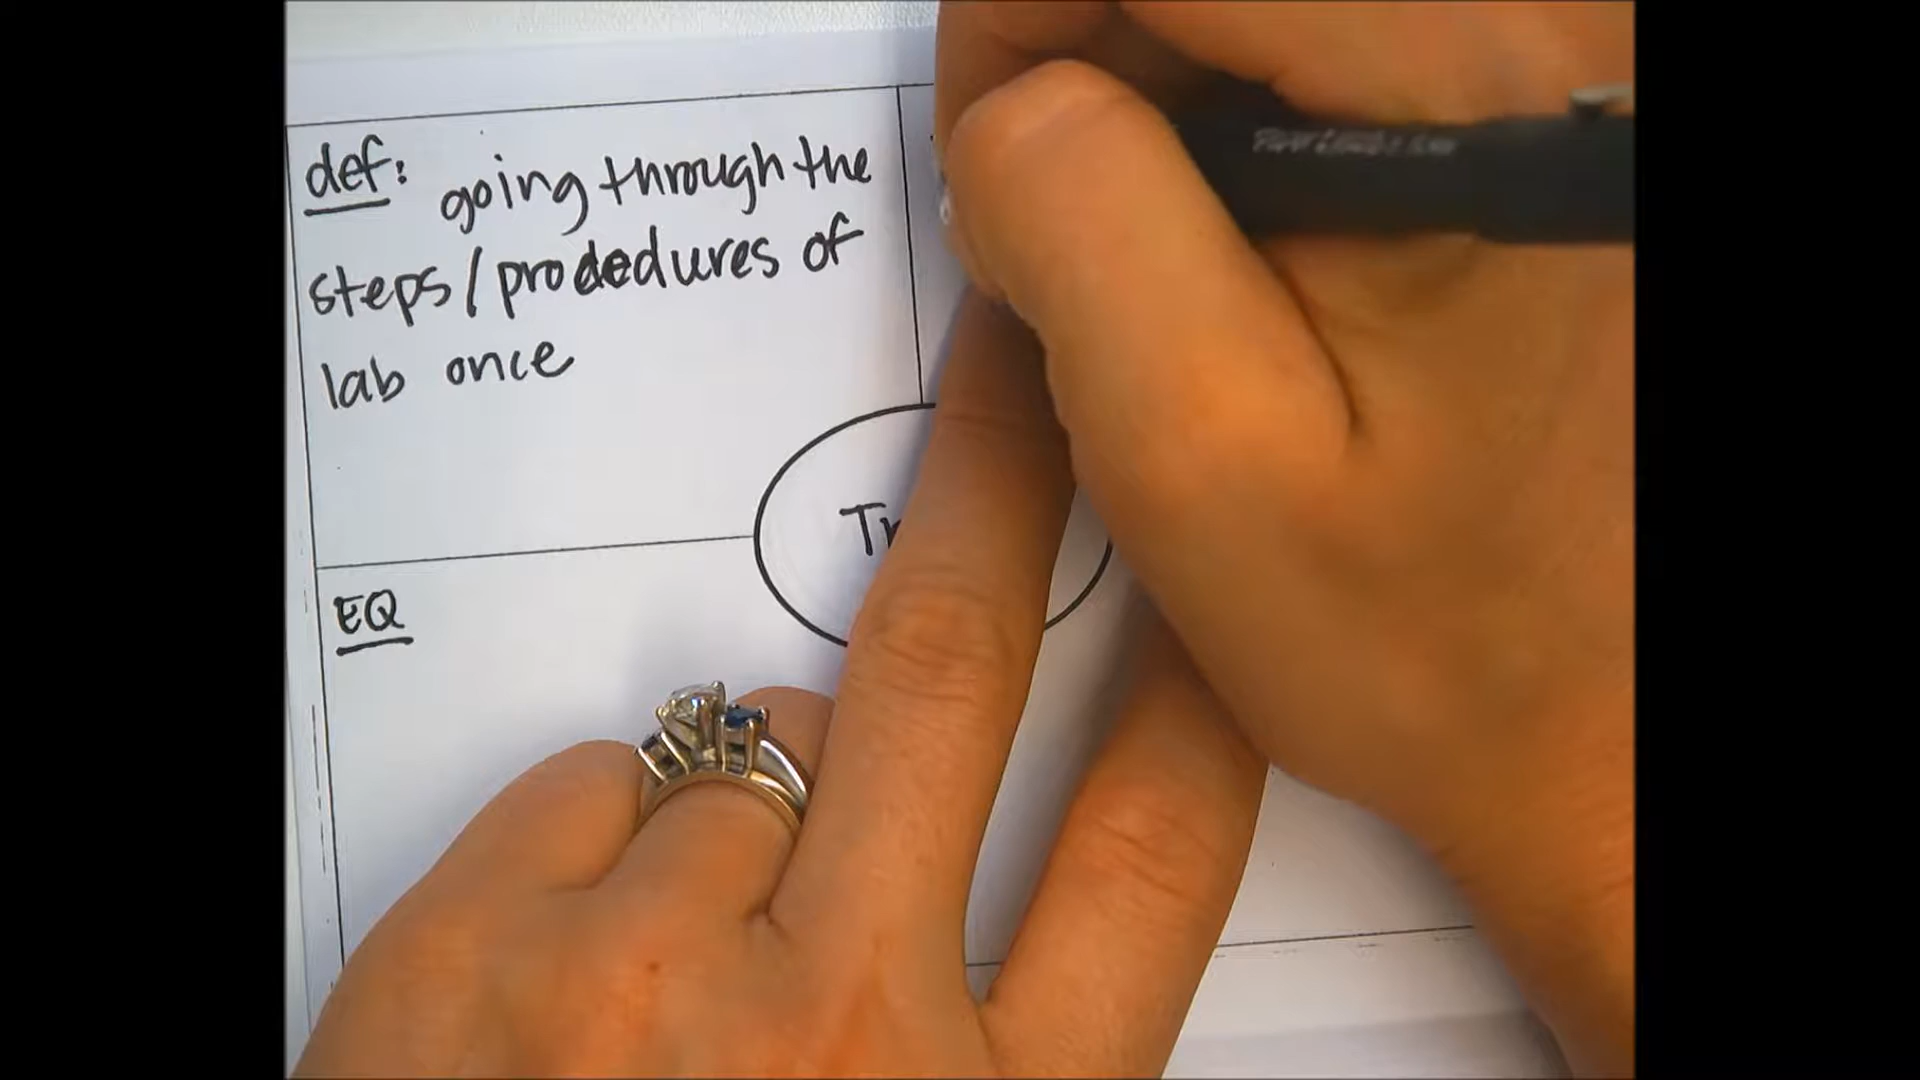 def: going through the
steps/prodedures of
lab once
Tr
EQ